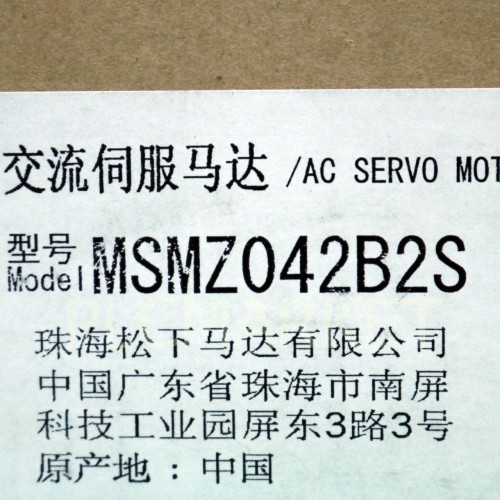 交流伺服马达 /AC SERVO MOT
型号
Model MSMZ042B2S
珠海松下马达有限公司
中国广东省珠海市南屏
科技工业园屏东3路3号
原产地：中国